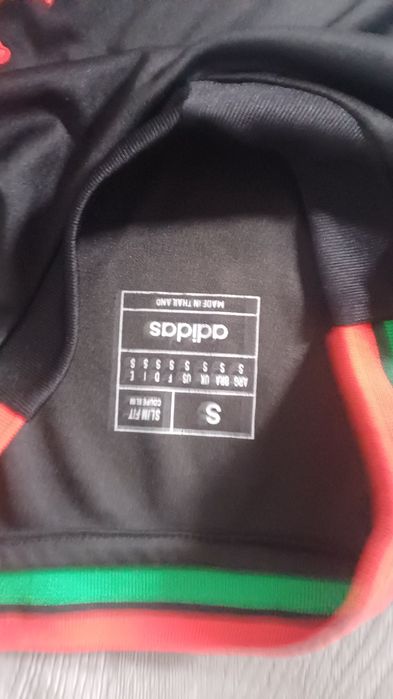 S
SLIM FIT
COUPE SLIM
ARG BRA UK US F D I E
S S S S S S S S
adidas
MADE IN THAILAND